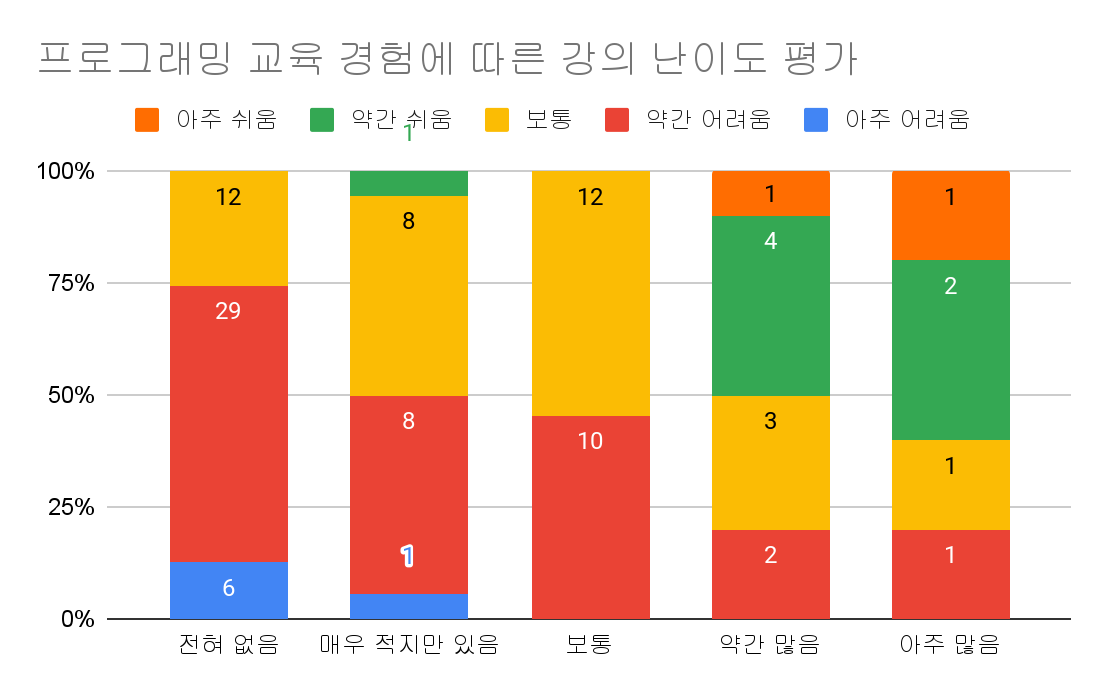 프로그래밍 교육 경험에 따른 강의 난이도 평가
아주 쉬움 약간 쉬움 보통 약간 어려움 아주 어려움
1
100%
12 8 12 1 1
4 2
75%
29
50%
8 10 3 1
25%
1 2 1
6
0%
전혀 없음 매우 적지만 있음 보통 약간 많음 아주 많음